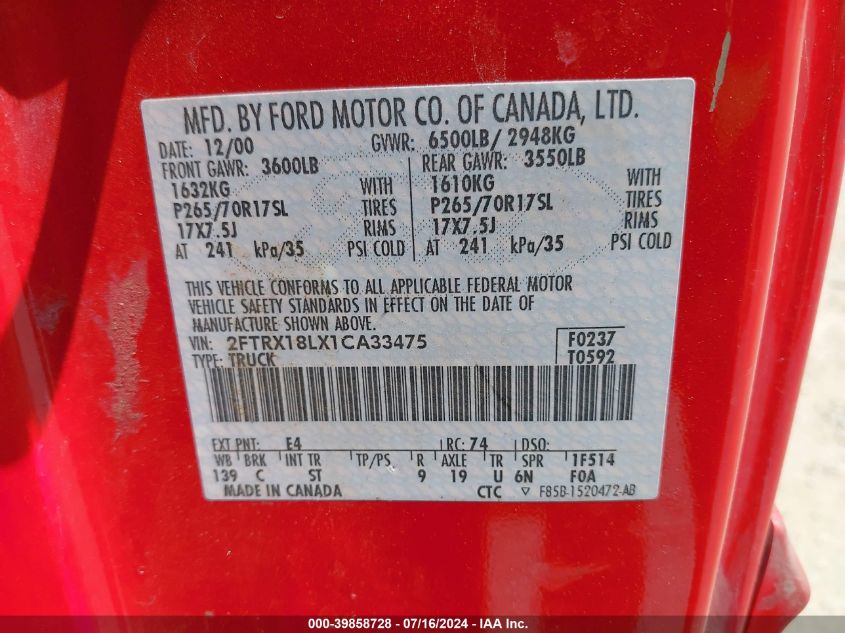 MFD. BY FORD MOTOR CO. OF CANADA, LTD.
DATE: 12/00 GVWR: 6500LB/ 2948KG
FRONT GAWR: 3600LB REAR GAWR: 3550LB
1632KG WITH 1610KG WITH
P265/70R17SL TIRES P265/70R17SL TIRES
17X7.5J RIMS 17X7.5J RIMS
AT 241 kPa/35 PSI COLD AT 241 kPa/35 PSI COLD
THIS VEHICLE CONFORMS TO ALL APPLICABLE FEDERAL MOTOR
VEHICLE SAFETY STANDARDS IN EFFECT ON THE DATE OF
MANUFACTURE SHOWN ABOVE.
VIN: 2FTRX18LX1CA33475 F0237
TYPE: TRUCK T0592
EXT PNT: E4 RC: 74 DSO:
WB BRK INT TR TP/PS R AXLE TR SPR 1F514
139 C ST 9 19 U 6N F0A
MADE IN CANADA CTC F85B-1520472-AB
000-39858728 - 07/16/2024 - IAA Inc.